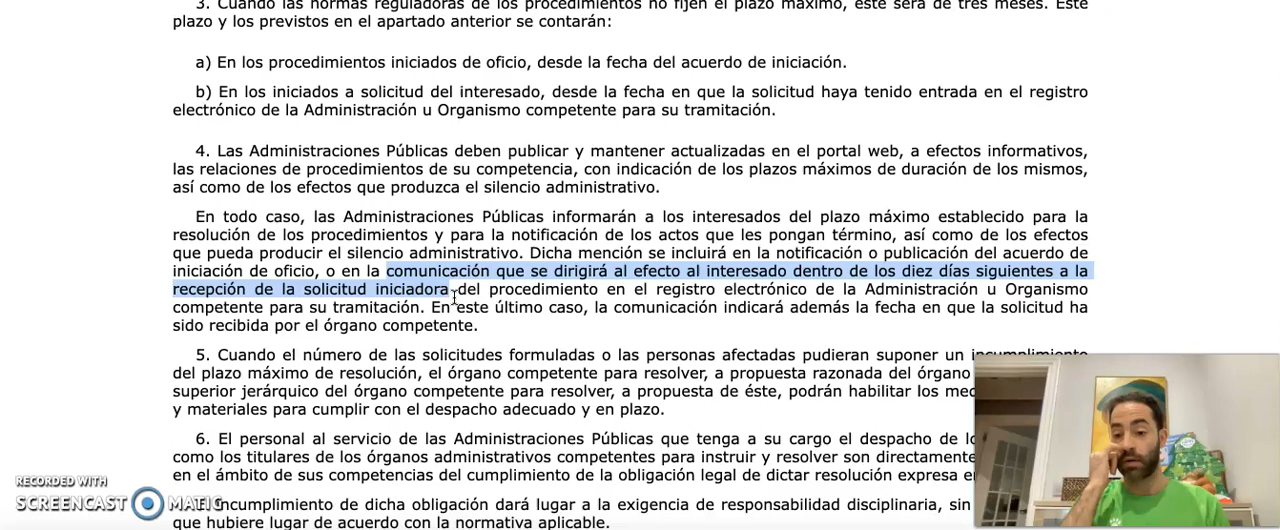 3. Cuando las normas reguladoras de los procedimientos no fijen el plazo máximo, éste será de tres meses. Este
plazo y los previstos en el apartado anterior se contarán:
a) En los procedimientos iniciados de oficio, desde la fecha del acuerdo de iniciación.
b) En los iniciados a solicitud del interesado, desde la fecha en que la solicitud haya tenido entrada en el registro
electrónico de la Administración u Organismo competente para su tramitación.
4. Las Administraciones Públicas deben publicar y mantener actualizadas en el portal web, a efectos informativos,
las relaciones de procedimientos de su competencia, con indicación de los plazos máximos de duración de los mismos,
así como de los efectos que produzca el silencio administrativo.
En todo caso, las Administraciones Públicas informarán a los interesados del plazo máximo establecido para la
resolución de los procedimientos y para la notificación de los actos que les pongan término, así como de los efectos
que pueda producir el silencio administrativo. Dicha mención se incluirá en la notificación o publicación del acuerdo de
iniciación de oficio, o en la comunicación que se dirigirá al efecto al interesado dentro de los diez días siguientes a la
recepción de la solicitud iniciadora del procedimiento en el registro electrónico de la Administración u Organismo
competente para su tramitación. En este último caso, la comunicación indicará además la fecha en que la solicitud ha
sido recibida por el órgano competente.
5. Cuando el número de las solicitudes formuladas o las personas afectadas pudieran suponer un incumplimiento
del plazo máximo de resolución, el órgano competente para resolver, a propuesta razonada del órgano
superior jerárquico del órgano competente para resolver, a propuesta de éste, podrán habilitar los
y materiales para cumplir con el despacho adecuado y en plazo.
6. El personal al servicio de las Administraciones Públicas que tenga a su cargo el despacho de
como los titulares de los órganos administrativos competentes para instruir y resolver son
en el ámbito de sus competencias del cumplimiento de la obligación legal de dictar resolución expresa
incumplimiento de dicha obligación dará lugar a la exigencia de responsabilidad disciplinaria, sin
que hubiere lugar de acuerdo con la normativa aplicable.
RECORDED WITH
SCREENCAST MATIC